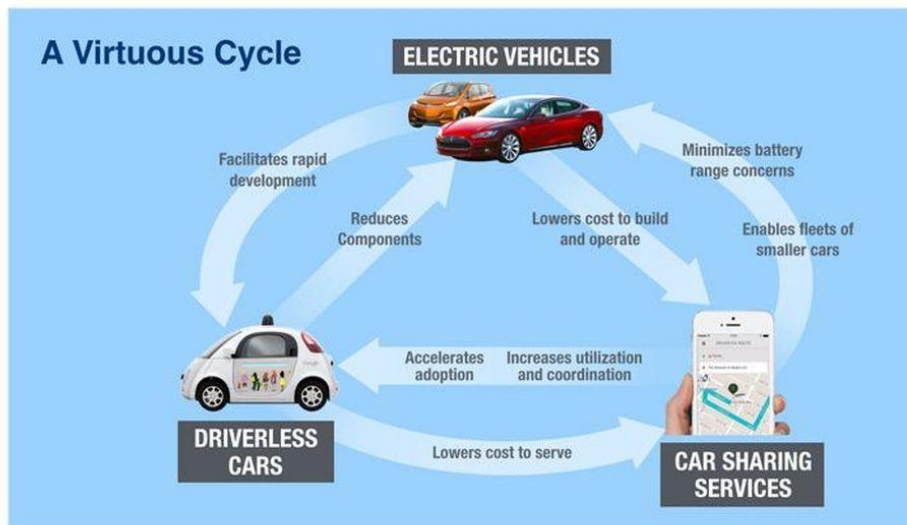 A Virtuous Cycle
ELECTRIC VEHICLES
Facilitates rapid
development
Minimizes battery
range concerns
Reduces
Components
Lowers cost to build
and operate
Enables fleets of
smaller cars
Accelerates
adoption
Increases utilization
and coordination
DRIVERLESS
CARS
Lowers cost to serve
CAR SHARING
SERVICES